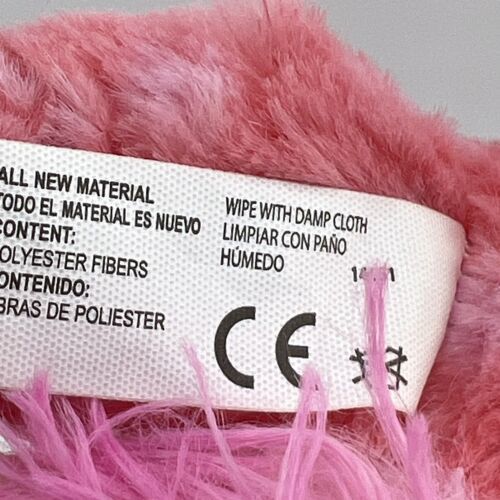 ALL NEW MATERIAL
TODO EL MATERIAL ES NUEVO
CONTENT:
POLYESTER FIBERS
CONTENIDO:
FIBRAS DE POLIESTER
WIPE WITH DAMP CLOTH
LIMPIAR CON PAÑO
HÚMEDO
CE